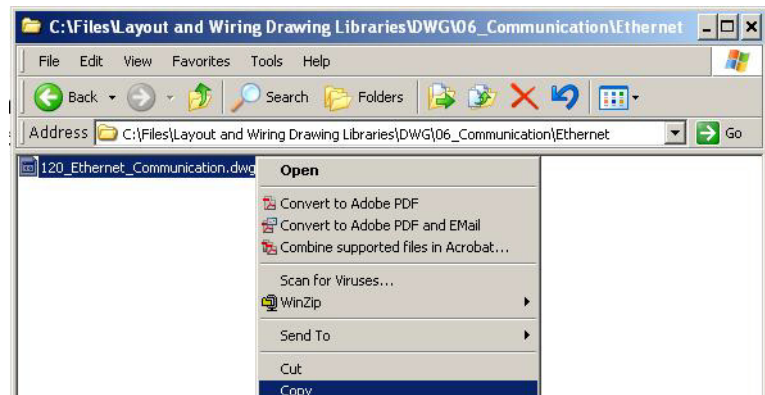 C:\Files\Layout and Wiring Drawing Libraries\DWG\06_Communication\Ethernet
File Edit View Favorites Tools Help
Back Search Folders
Address C:\Files\Layout and Wiring Drawing Libraries\DWG\06_Communication\Ethernet Go
120_Ethernet_Communication.dwg
Open
Convert to Adobe PDF
Convert to Adobe PDF and EMail
Combine supported files in Acrobat...
Scan for Viruses...
WinZip
Send To
Cut
Copy